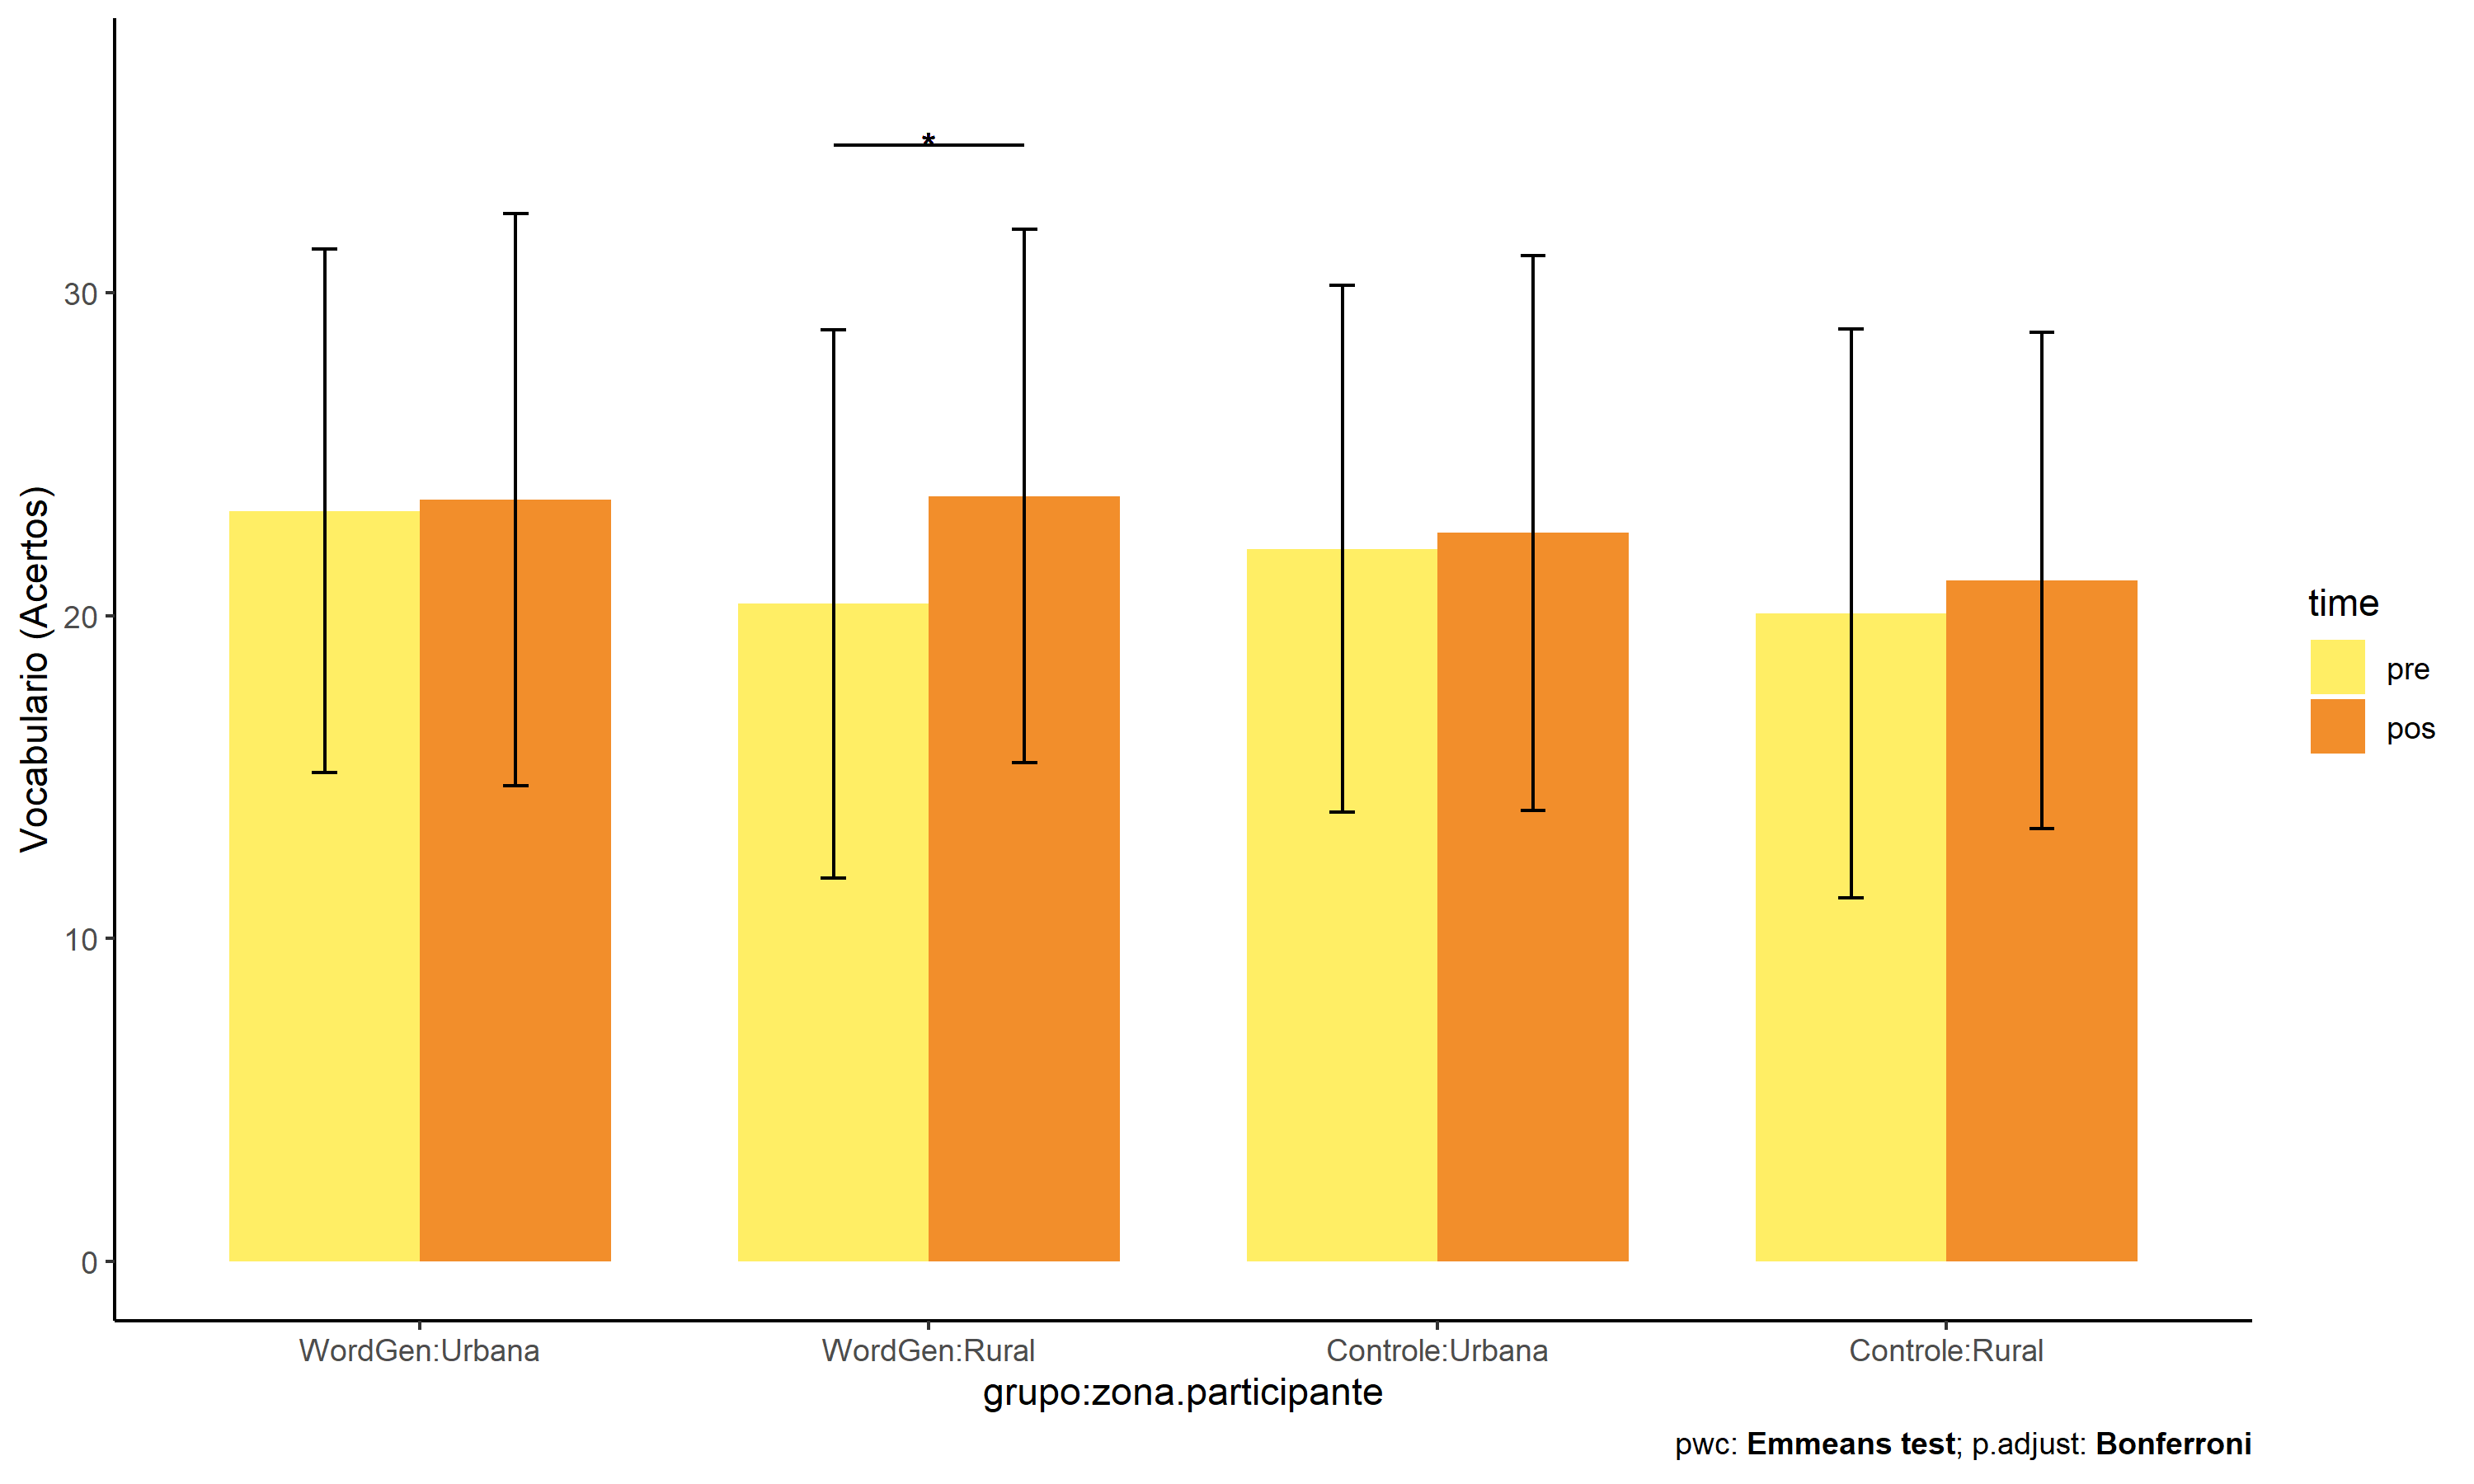 *
Vocabulario (Acertos)
30
20
10
0
WordGen:Urbana
WordGen:Rural
Controle:Urbana
Controle:Rural
grupo:zona.participante
time
pre
pos
pwc: Emmeans test; p.adjust: Bonferroni